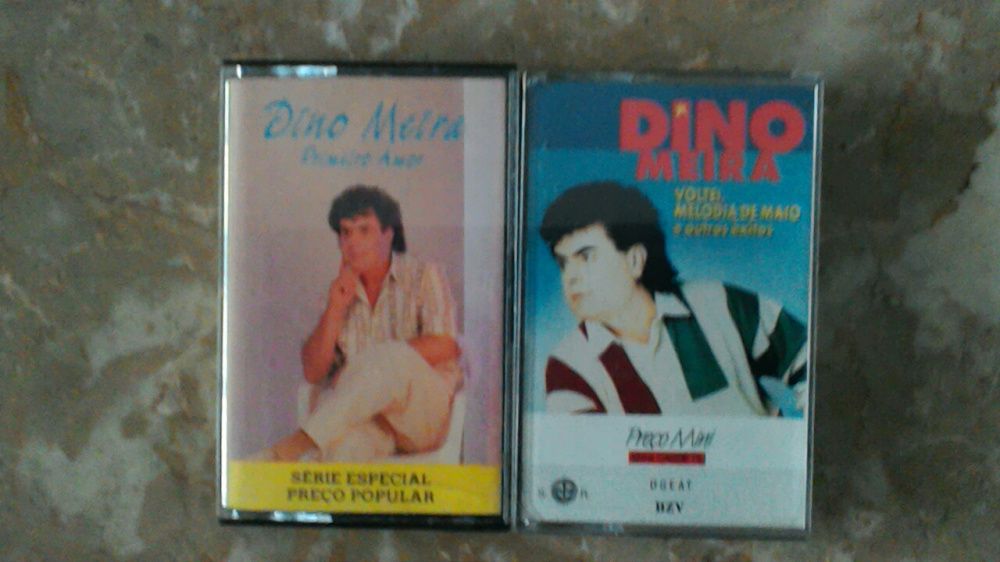 Dino Meira
Primeiro Amor
SÉRIE ESPECIAL
PREÇO POPULAR
DINO
MEIRA
VOLTEI,
MELODIA DE MAIO
e outros êxitos
Preço Mini
DGEAT
BZV